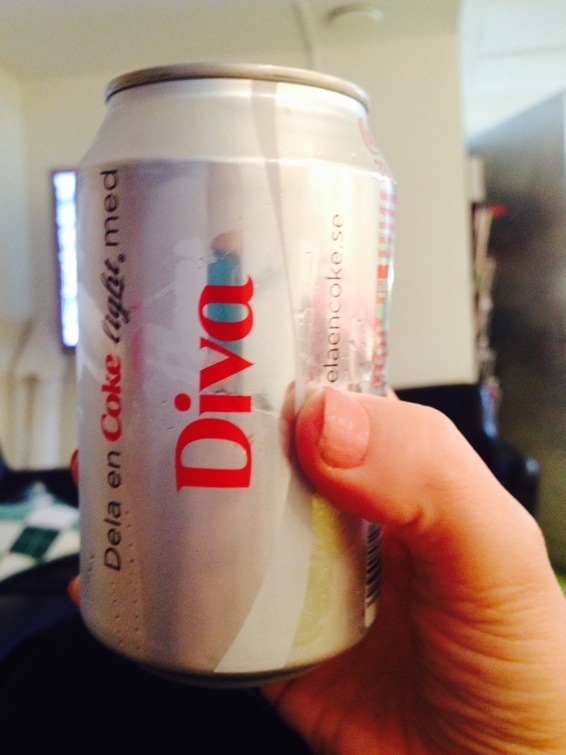 Dela en Coke light med
Diva
elaencoke.se